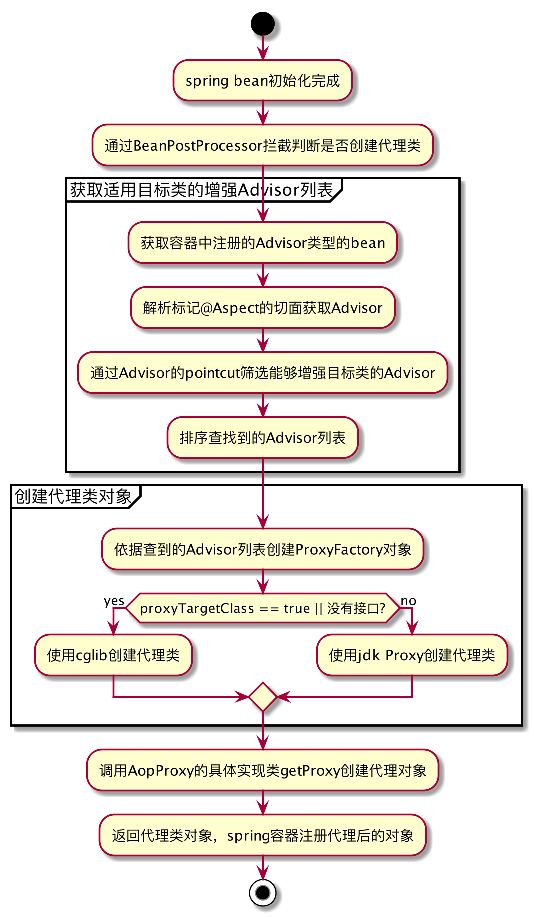 spring bean初始化完成
通过BeanPostProcessor拦截判断是否创建代理类
获取适用目标类的增强Advisor列表
获取容器中注册的Advisor类型的bean
解析标记@Aspect的切面获取Advisor
通过Advisor的pointcut筛选能够增强目标类的Advisor
排序查找到的Advisor列表
创建代理类对象
依据查到的Advisor列表创建ProxyFactory对象
yes
proxyTargetClass == true || 没有接口?
no
使用cglib创建代理类
使用jdk Proxy创建代理类
调用AopProxy的具体实现类getProxy创建代理对象
返回代理类对象，spring容器注册代理后的对象